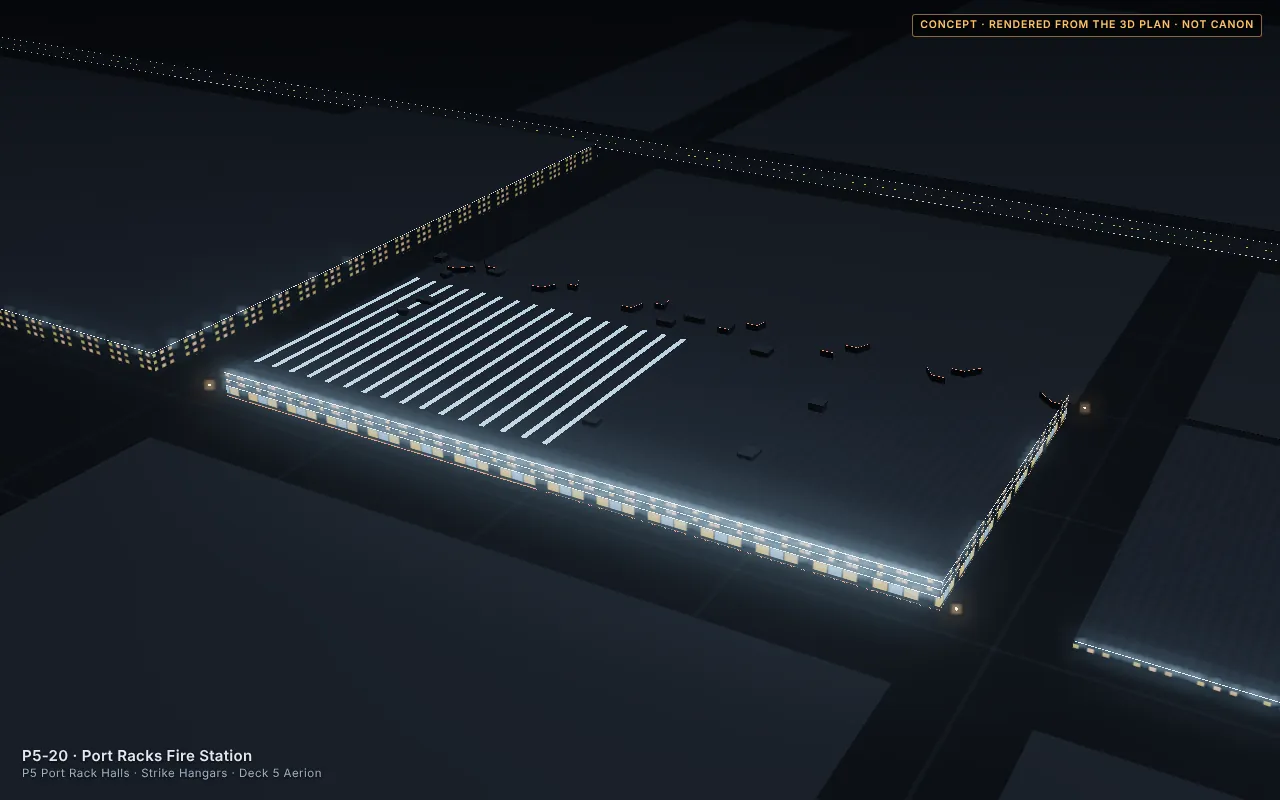 CONCEPT · RENDERED FROM THE 3D PLAN · NOT CANON
P5-20 · Port Racks Fire Station
P5 Port Rack Halls · Strike Hangars · Deck 5 Aerion